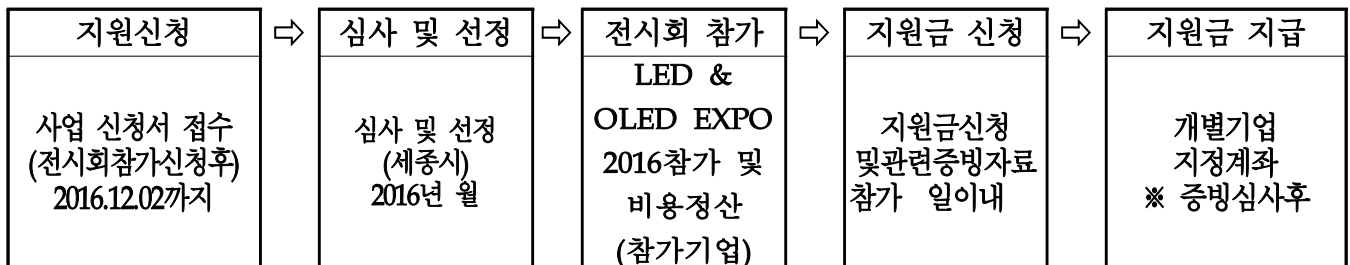 지원신청 ⇨ 심사 및 선정 ⇨ 전시회 참가 ⇨ 지원금 신청 ⇨ 지원금 지급
사업 신청서 접수
(전시회참가신청후)
2016.12.02까지
심사 및 선정
(세종시)
2016년 월
LED &
OLED EXPO
2016참가 및
비용정산
(참가기업)
지원금신청
및관련증빙자료
참가 일이내
개별기업
지정계좌
※ 증빙심사후